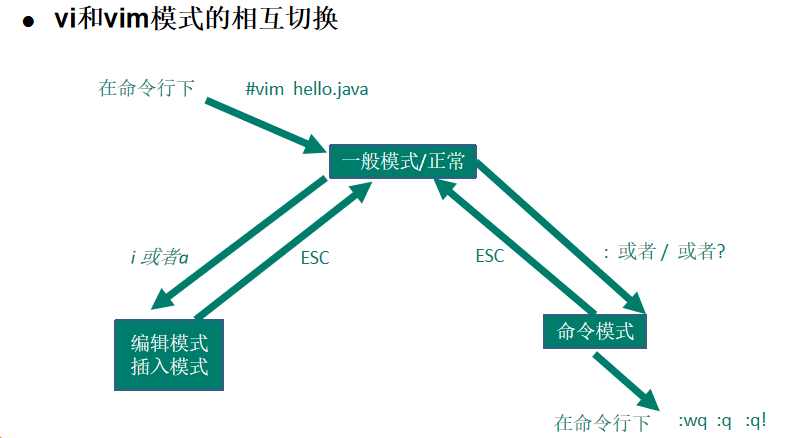 ● vi和vim模式的相互切换
在命令行下 #vim hello.java
一般模式/正常
i 或者a
ESC
ESC
: 或者 / 或者?
编辑模式
插入模式
命令模式
在命令行下 :wq :q :q!